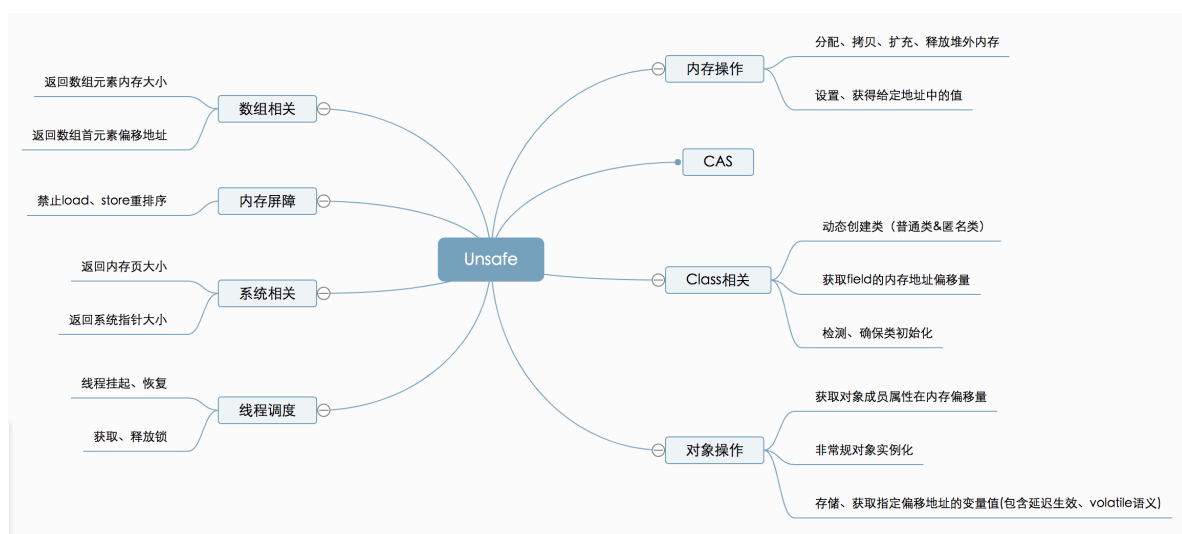 Unsafe
数组相关
返回数组元素内存大小
返回数组首元素偏移地址
内存屏障
禁止load、store重排序
系统相关
返回内存页大小
返回系统指针大小
线程调度
线程挂起、恢复
获取、释放锁
内存操作
分配、拷贝、扩充、释放堆外内存
设置、获得给定地址中的值
CAS
Class相关
动态创建类（普通类&匿名类）
获取field的内存地址偏移量
检测、确保类初始化
对象操作
获取对象成员属性在内存偏移量
非常规对象实例化
存储、获取指定偏移地址的变量值(包含延迟生效、volatile语义)